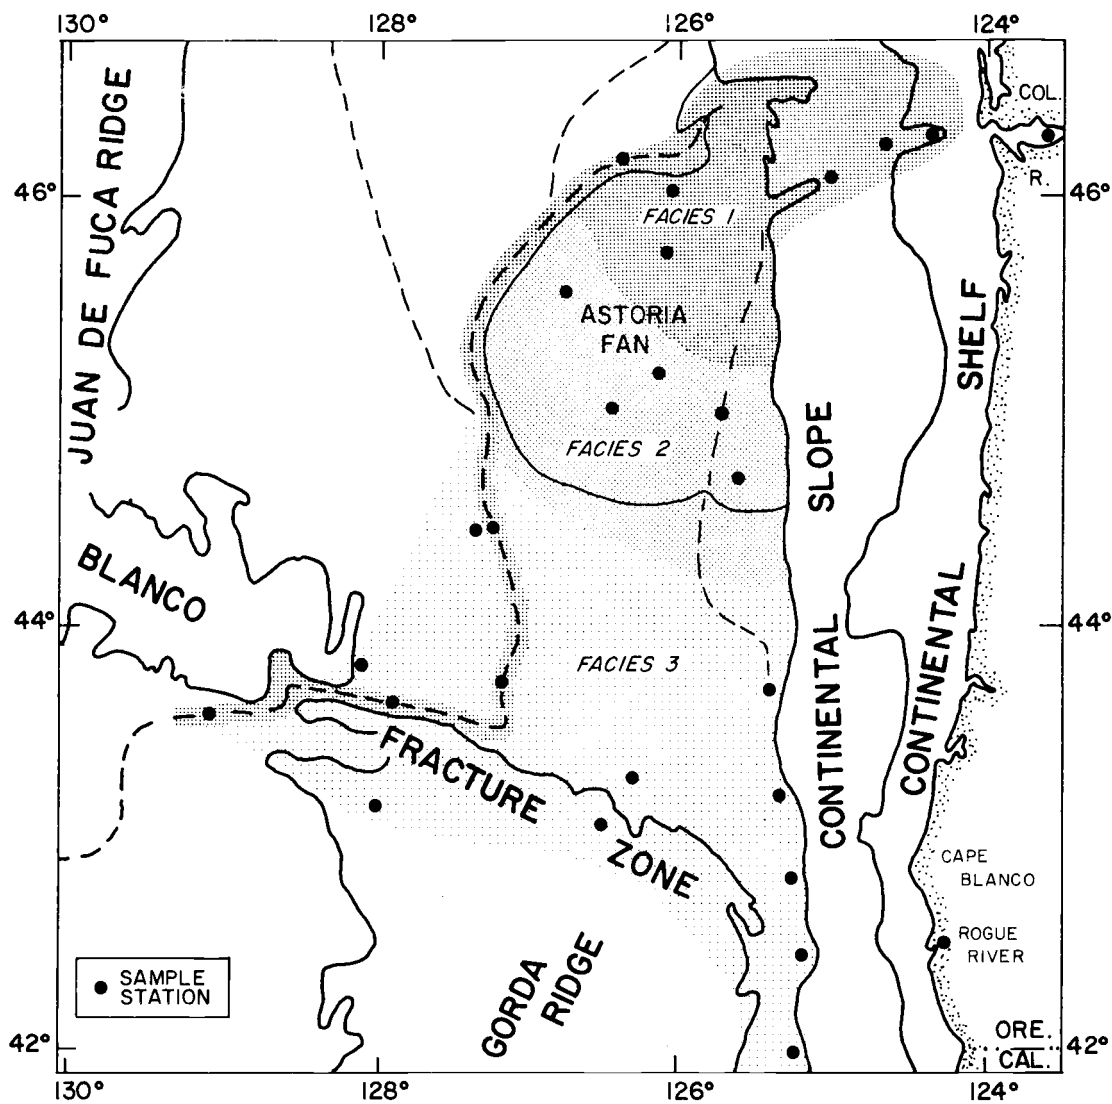 130°
128°
126°
124°
COL.
R.
46°
46°
JUAN DE FUCA RIDGE
FACIES 1
ASTORIA
FAN
FACIES 2
SHELF
SLOPE
BLANCO
44°
44°
FACIES 3
CONTINENTAL
CONTINENTAL
FRACTURE
ZONE
CAPE
BLANCO
ROGUE
RIVER
GORDA
RIDGE
SAMPLE
STATION
ORE.
CAL.
42°
42°
130°
128°
126°
124°